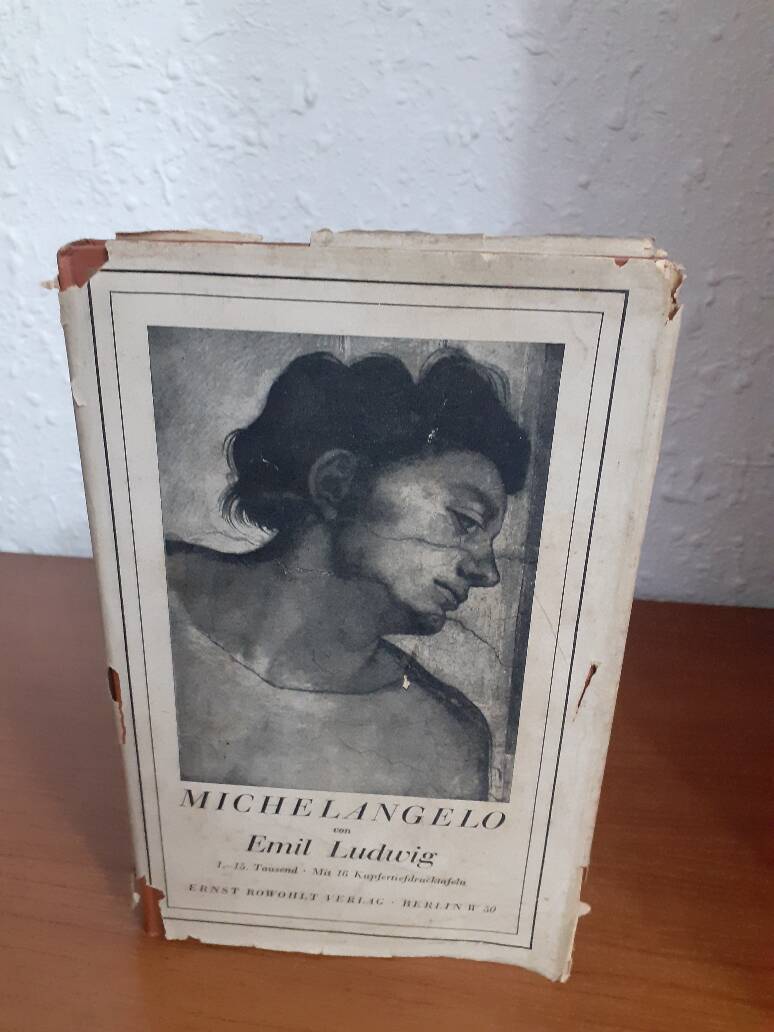 MICHELANGELO
von
Emil Ludwig
1.–15. Tausend · Mit 16 Kupfertiefdrucktafeln
ERNST ROWOHLT VERLAG · BERLIN W 50